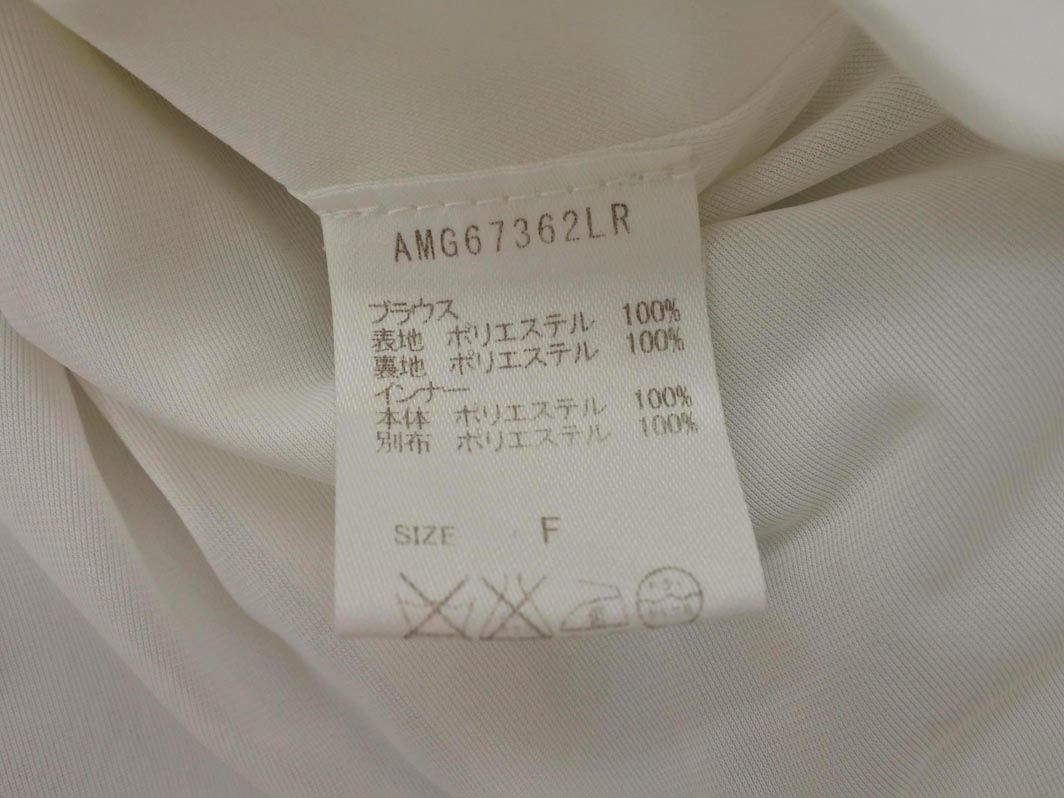 AMG67362LR
ブラウス
表地 ポリエステル 100%
裏地 ポリエステル 100%
インナー
本体 ポリエステル 100%
別布 ポリエステル 100%
SIZE F